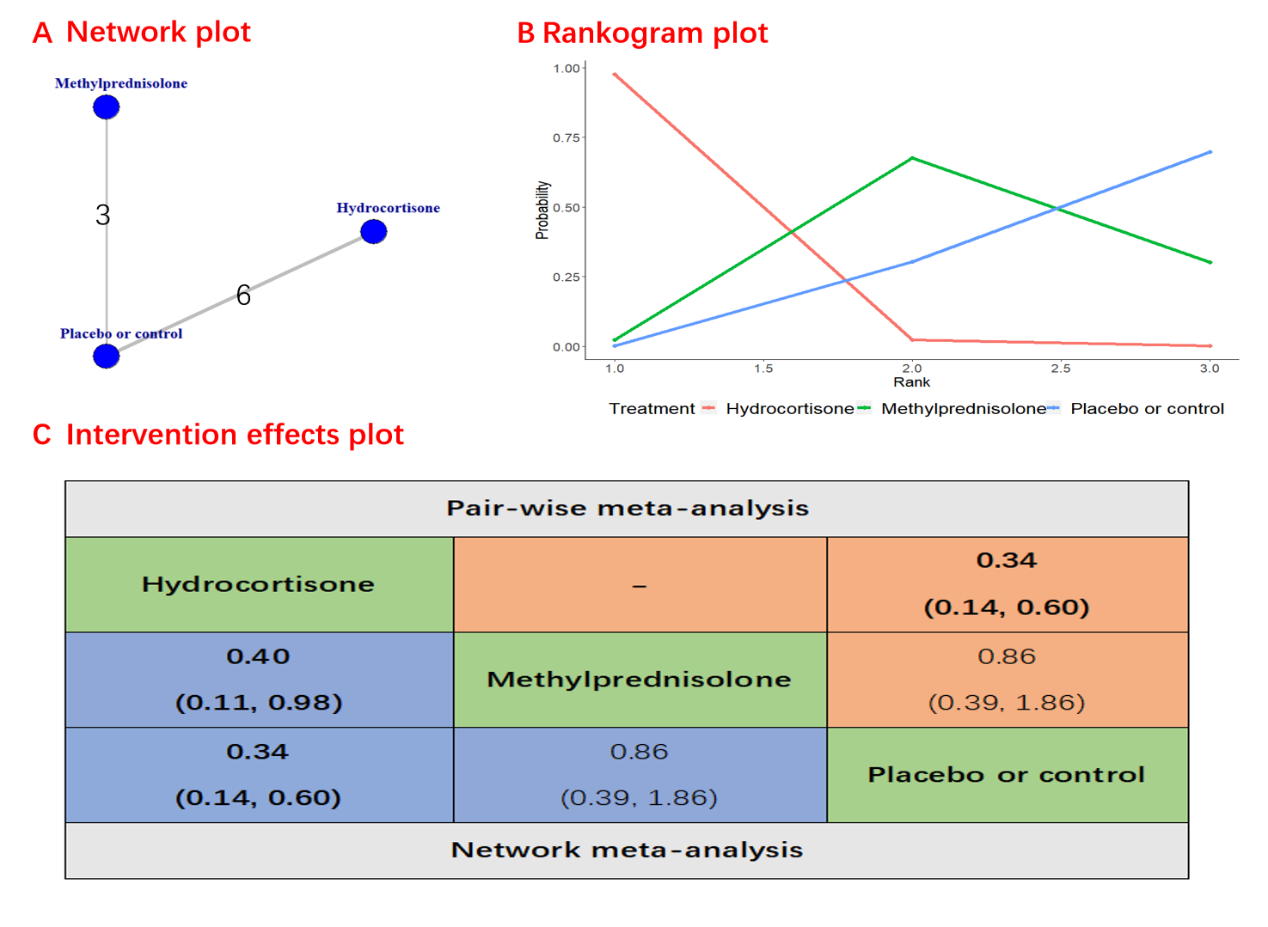 A Network plot
Methylprednisolone
3
Hydrocortisone
6
Placebo or control
B Rankogram plot
1.00
0.75
0.50
0.25
0.00
Probability
1.0 1.5 2.0 2.5 3.0
Rank
Treatment Hydrocortisone Methylprednisolone Placebo or control
C Intervention effects plot
Pair-wise meta-analysis
Hydrocortisone
–
0.34
(0.14, 0.60)
0.40
(0.11, 0.98)
Methylprednisolone
0.86
(0.39, 1.86)
0.34
(0.14, 0.60)
0.86
(0.39, 1.86)
Placebo or control
Network meta-analysis